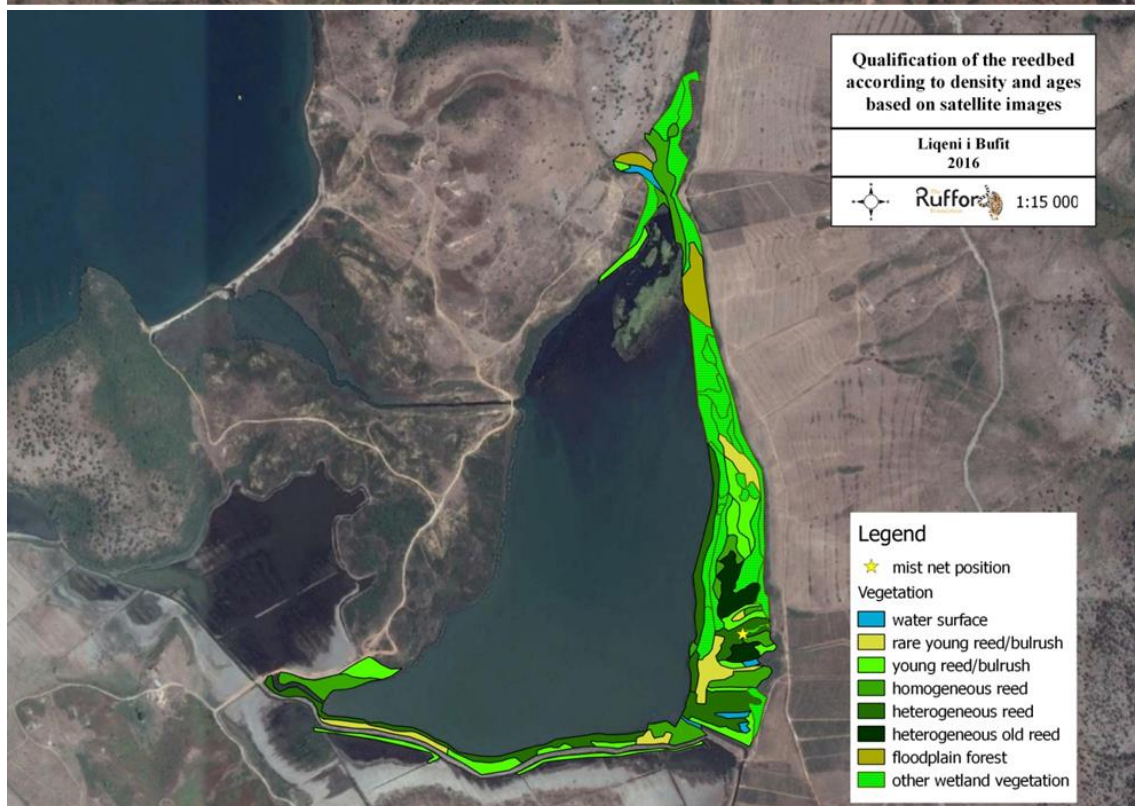 Qualification of the reedbed
according to density and ages
based on satellite images
Liqeni i Bufit
2016
The Rufford 1:15 000
Legend
mist net position
Vegetation
water surface
rare young reed/bulrush
young reed/bulrush
homogeneous reed
heterogeneous reed
heterogeneous old reed
floodplain forest
other wetland vegetation